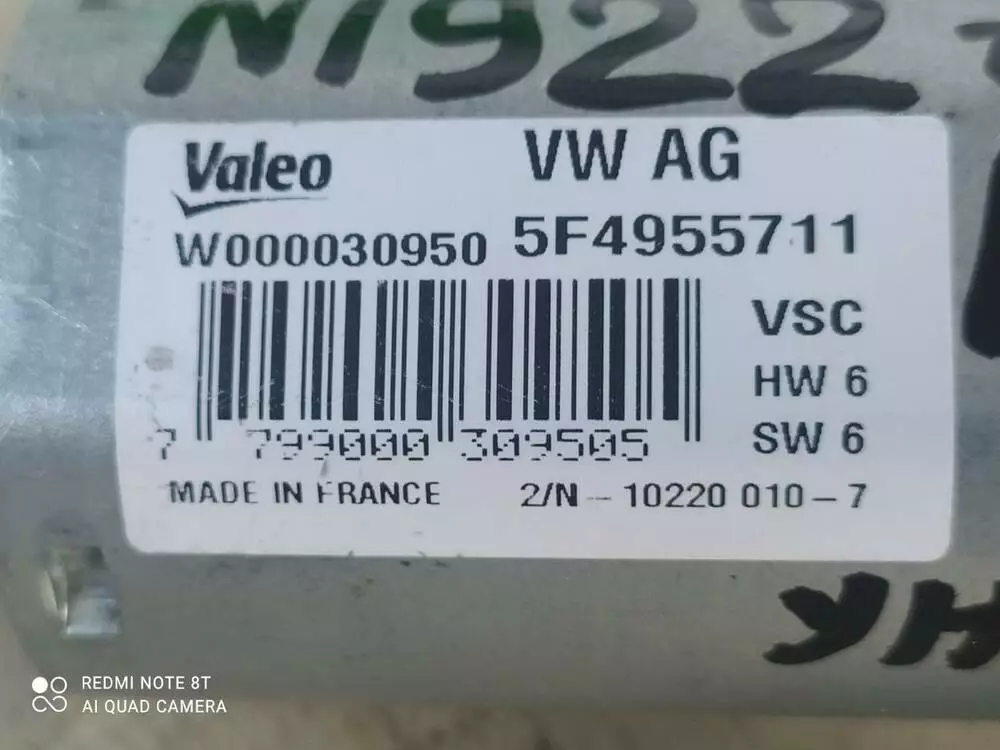 N1922
Valeo
VW AG
W000030950 5F4955711
VSC
HW 6
SW 6
7 799000 309505
MADE IN FRANCE 2/N - 10220 010 - 7
REDMI NOTE 8T
AI QUAD CAMERA